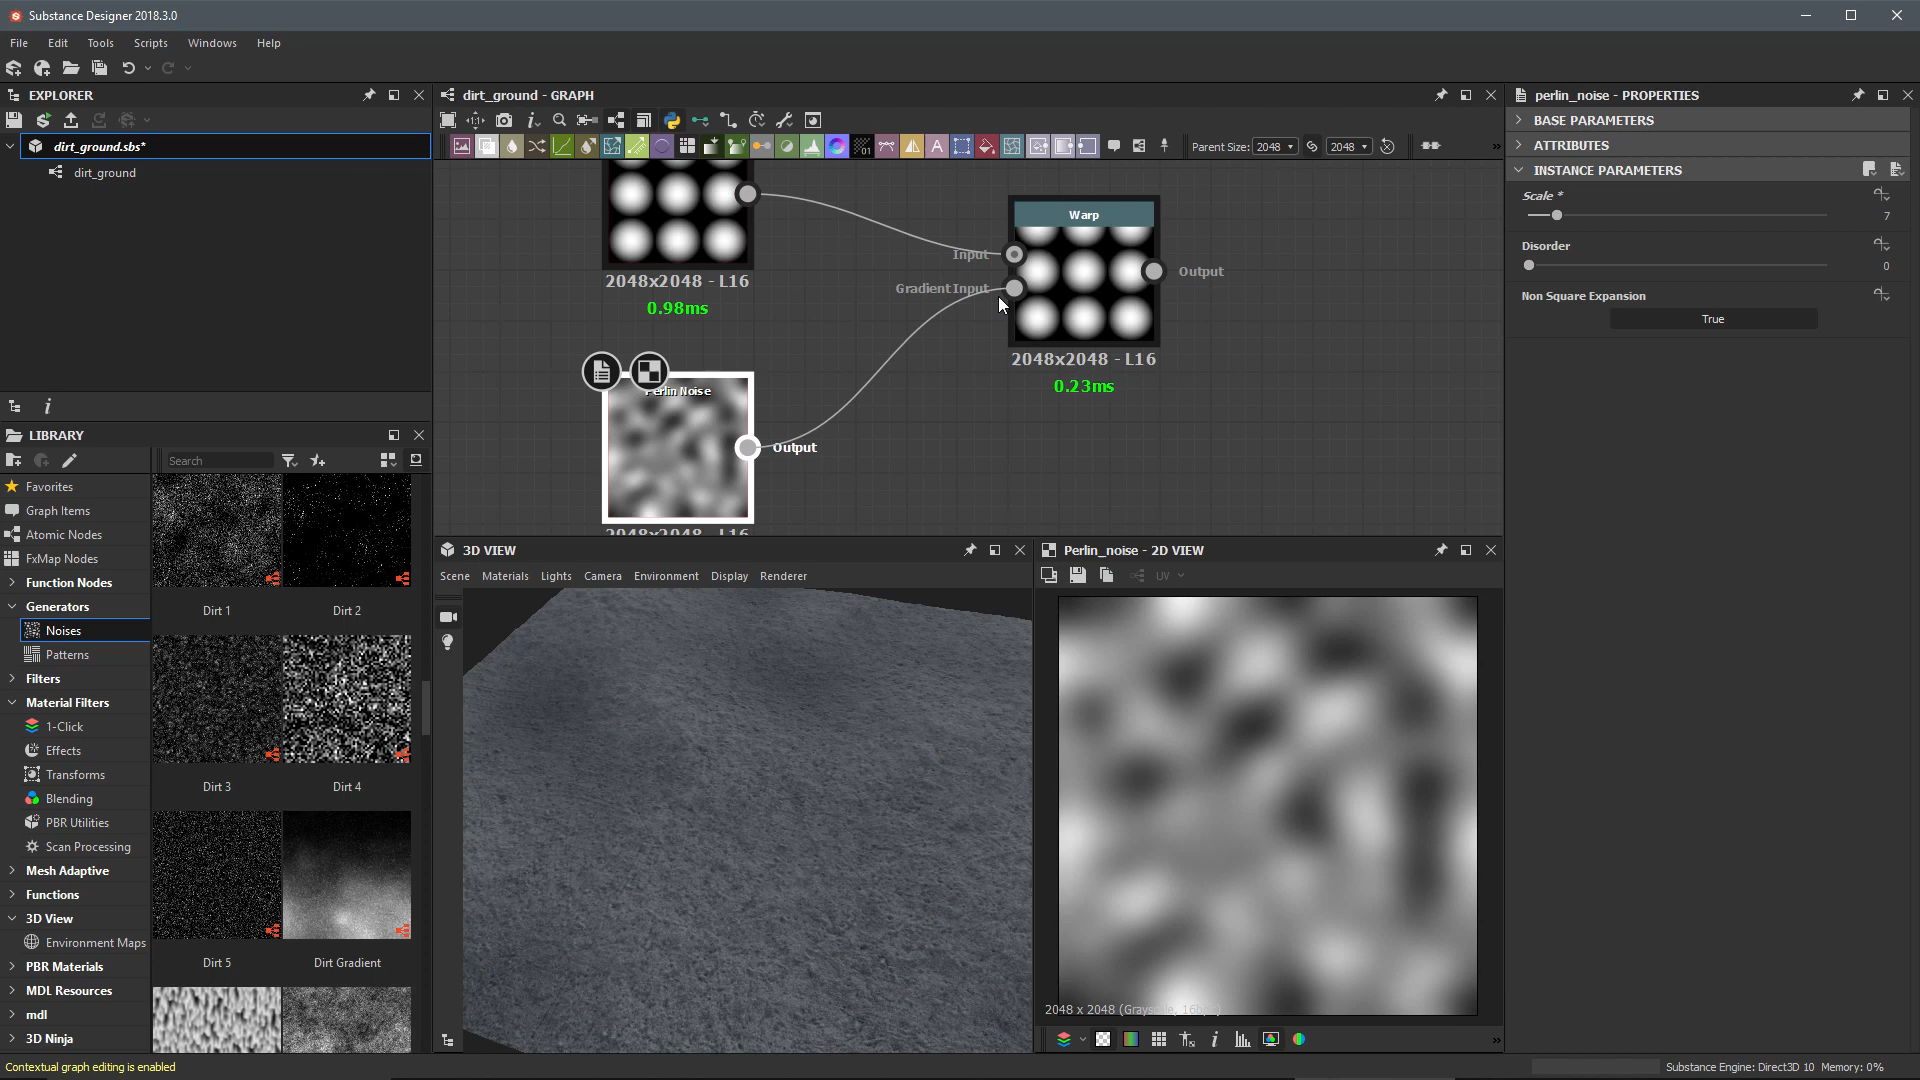 Substance Designer 2018.3.0
File Edit Tools Scripts Windows Help
EXPLORER
dirt_ground.sbs*
dirt_ground
LIBRARY
Search
Favorites
Graph Items
Atomic Nodes
FxMap Nodes
Function Nodes
Generators
Noises
Patterns
Filters
Material Filters
1-Click
Effects
Transforms
Blending
PBR Utilities
Scan Processing
Mesh Adaptive
Functions
3D View
Environment Maps
PBR Materials
MDL Resources
mdl
3D Ninja
Dirt 1
Dirt 2
Dirt 3
Dirt 4
Dirt 5
Dirt Gradient
dirt_ground - GRAPH
Parent Size: 2048 2048
2048x2048 - L16
0.98ms
Perlin Noise
Output
2048x2048 - L16
Warp
Input
Gradient Input
Output
2048x2048 - L16
0.23ms
3D VIEW
Scene Materials Lights Camera Environment Display Renderer
Perlin_noise - 2D VIEW
UV
2048 x 2048 (Grayscale, 16bpc)
perlin_noise - PROPERTIES
BASE PARAMETERS
ATTRIBUTES
INSTANCE PARAMETERS
Scale *
7
Disorder
0
Non Square Expansion
True
Contextual graph editing is enabled
Substance Engine: Direct3D 10 Memory: 0%